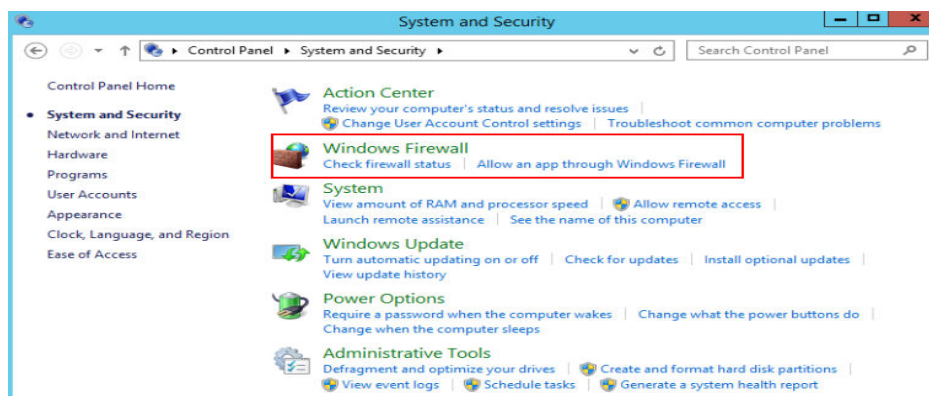 System and Security
Control Panel System and Security Search Control Panel
Control Panel Home
System and Security
Network and Internet
Hardware
Programs
User Accounts
Appearance
Clock, Language, and Region
Ease of Access
Action Center
Review your computer's status and resolve issues
Change User Account Control settings Troubleshoot common computer problems
Windows Firewall
Check firewall status Allow an app through Windows Firewall
System
View amount of RAM and processor speed Allow remote access
Launch remote assistance See the name of this computer
Windows Update
Turn automatic updating on or off Check for updates Install optional updates
View update history
Power Options
Require a password when the computer wakes Change what the power buttons do
Change when the computer sleeps
Administrative Tools
Defragment and optimize your drives Create and format hard disk partitions
View event logs Schedule tasks Generate a system health report